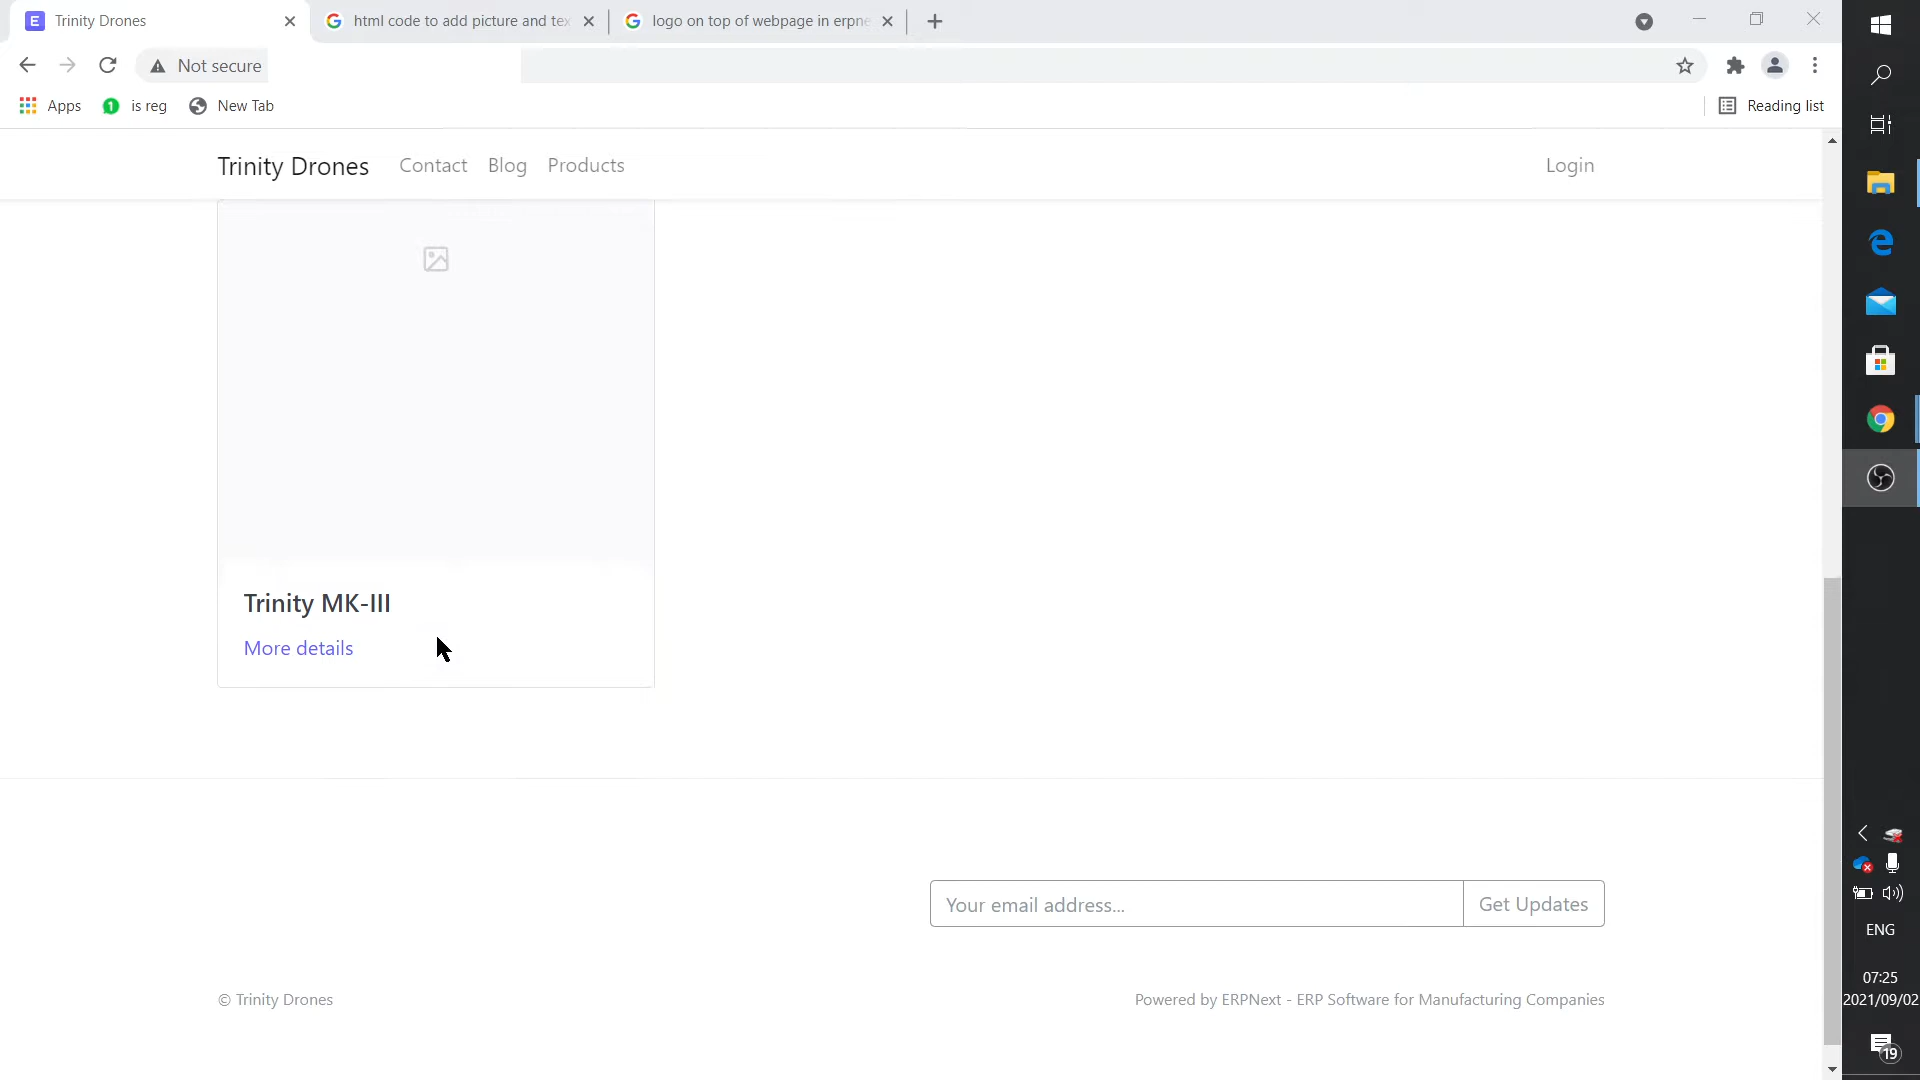 E Trinity Drones
html code to add picture and tex
logo on top of webpage in erpne
Not secure
Apps
1 is reg
New Tab
Reading list
Trinity Drones Contact Blog Products Login
Trinity MK-III
More details
Your email address... Get Updates
© Trinity Drones Powered by ERPNext - ERP Software for Manufacturing Companies
ENG
07:25
2021/09/02
19